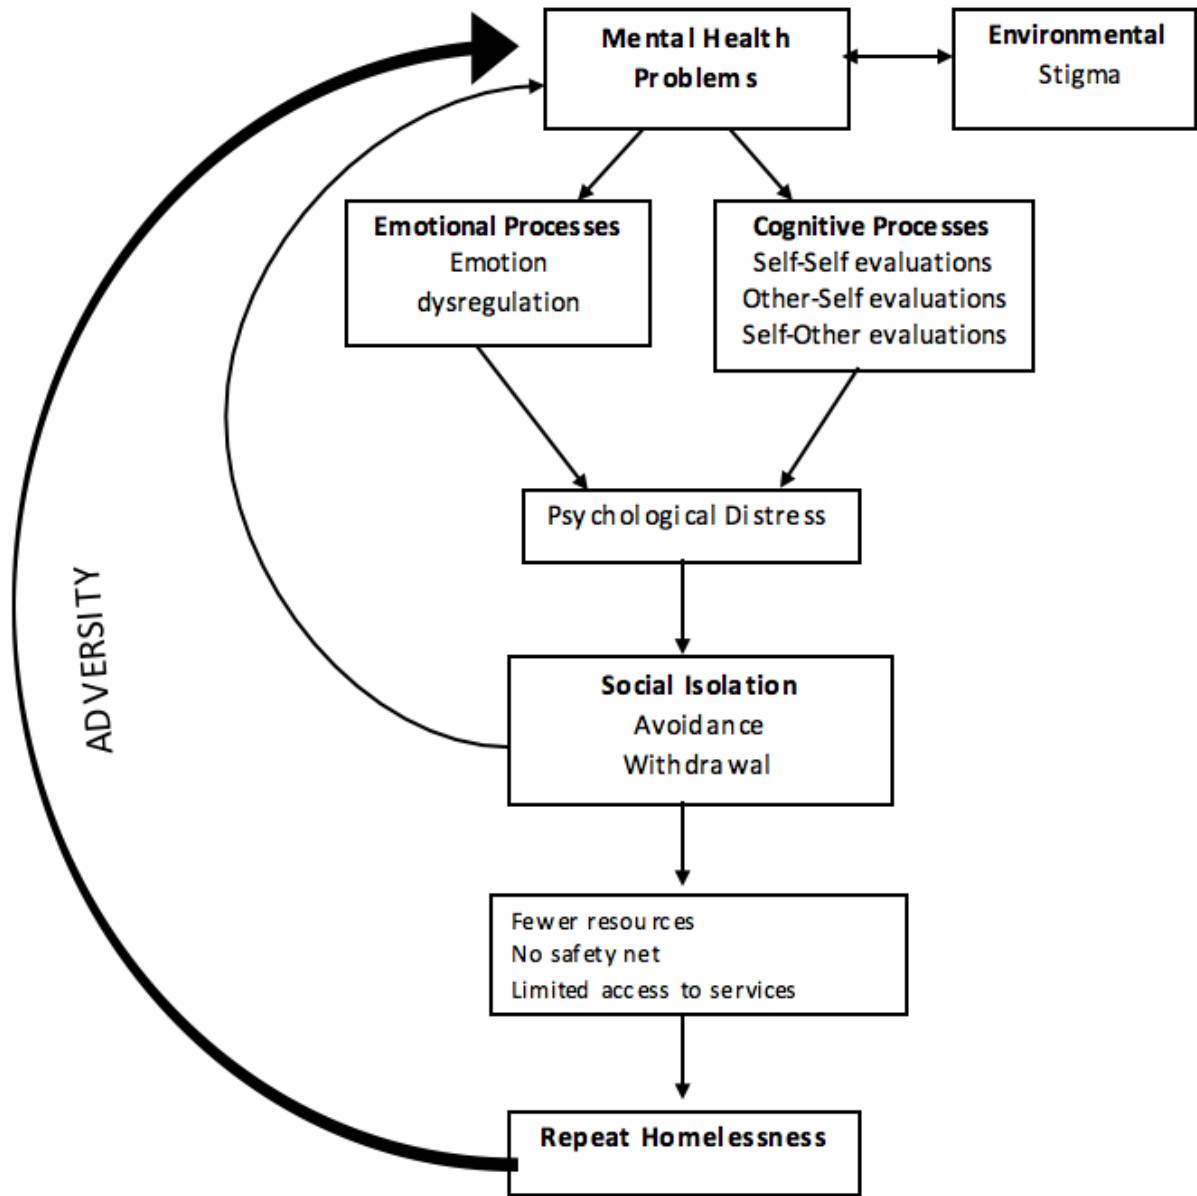 Mental Health
Problems
Environmental
Stigma
Emotional Processes
Emotion
dysregulation
Cognitive Processes
Self-Self evaluations
Other-Self evaluations
Self-Other evaluations
Psychological Distress
ADVERSITY
Social Isolation
Avoidance
Withdrawal
Fewer resources
No safety net
Limited access to services
Repeat Homelessness